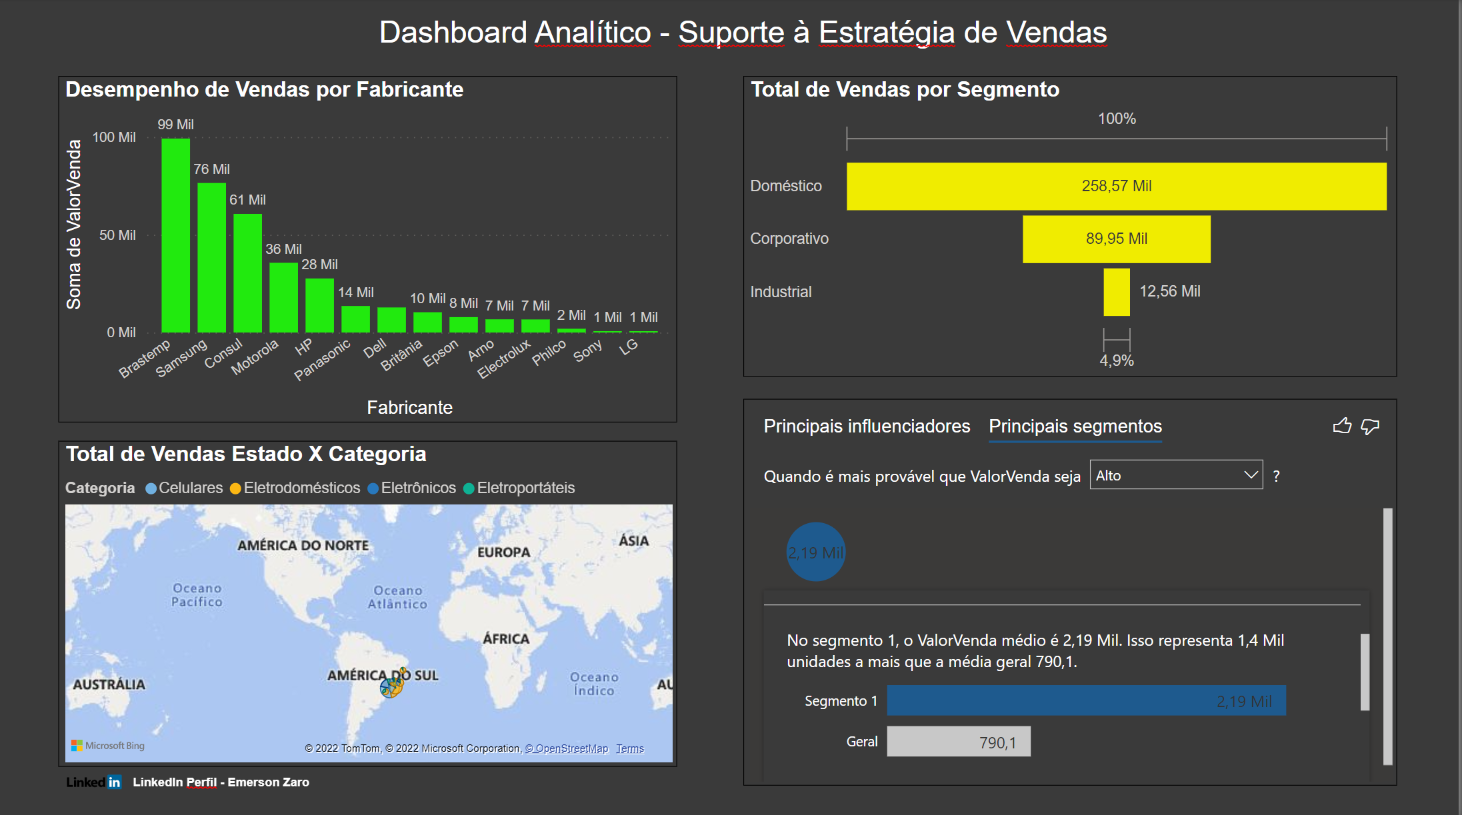 Dashboard Analítico - Suporte à Estratégia de Vendas
Desempenho de Vendas por Fabricante
Soma de ValorVenda
100 Mil
50 Mil
0 Mil
99 Mil
76 Mil
61 Mil
36 Mil
28 Mil
14 Mil
10 Mil
8 Mil
7 Mil
7 Mil
2 Mil
1 Mil
1 Mil
Brastemp
Samsung
Consul
Motorola
HP
Panasonic
Dell
Britânia
Epson
Arno
Electrolux
Philco
Sony
LG
Fabricante
Total de Vendas por Segmento
100%
Doméstico 258,57 Mil
Corporativo 89,95 Mil
Industrial 12,56 Mil
4,9%
Total de Vendas Estado X Categoria
Categoria Celulares Eletrodomésticos Eletrônicos Eletroportáteis
AMÉRICA DO NORTE
EUROPA
ÁSIA
Oceano
Pacífico
Oceano
Atlântico
ÁFRICA
AMÉRICA DO SUL
AUSTRÁLIA
Oceano
Índico
AU
Microsoft Bing
© 2022 TomTom, © 2022 Microsoft Corporation, © OpenStreetMap Terms
Linked in LinkedIn Perfil - Emerson Zaro
Principais influenciadores Principais segmentos
Quando é mais provável que ValorVenda seja Alto ?
2,19 Mil
No segmento 1, o ValorVenda médio é 2,19 Mil. Isso representa 1,4 Mil
unidades a mais que a média geral 790,1.
Segmento 1 2,19 Mil
Geral 790,1